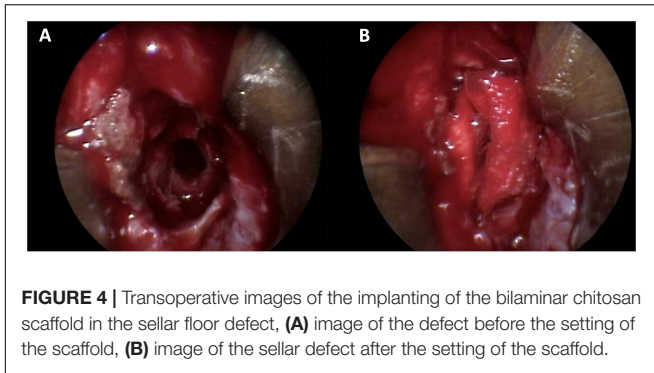 A
B
FIGURE 4 | Transoperative images of the implanting of the bilaminar chitosan
scaffold in the sellar floor defect, (A) image of the defect before the setting of
the scaffold, (B) image of the sellar defect after the setting of the scaffold.